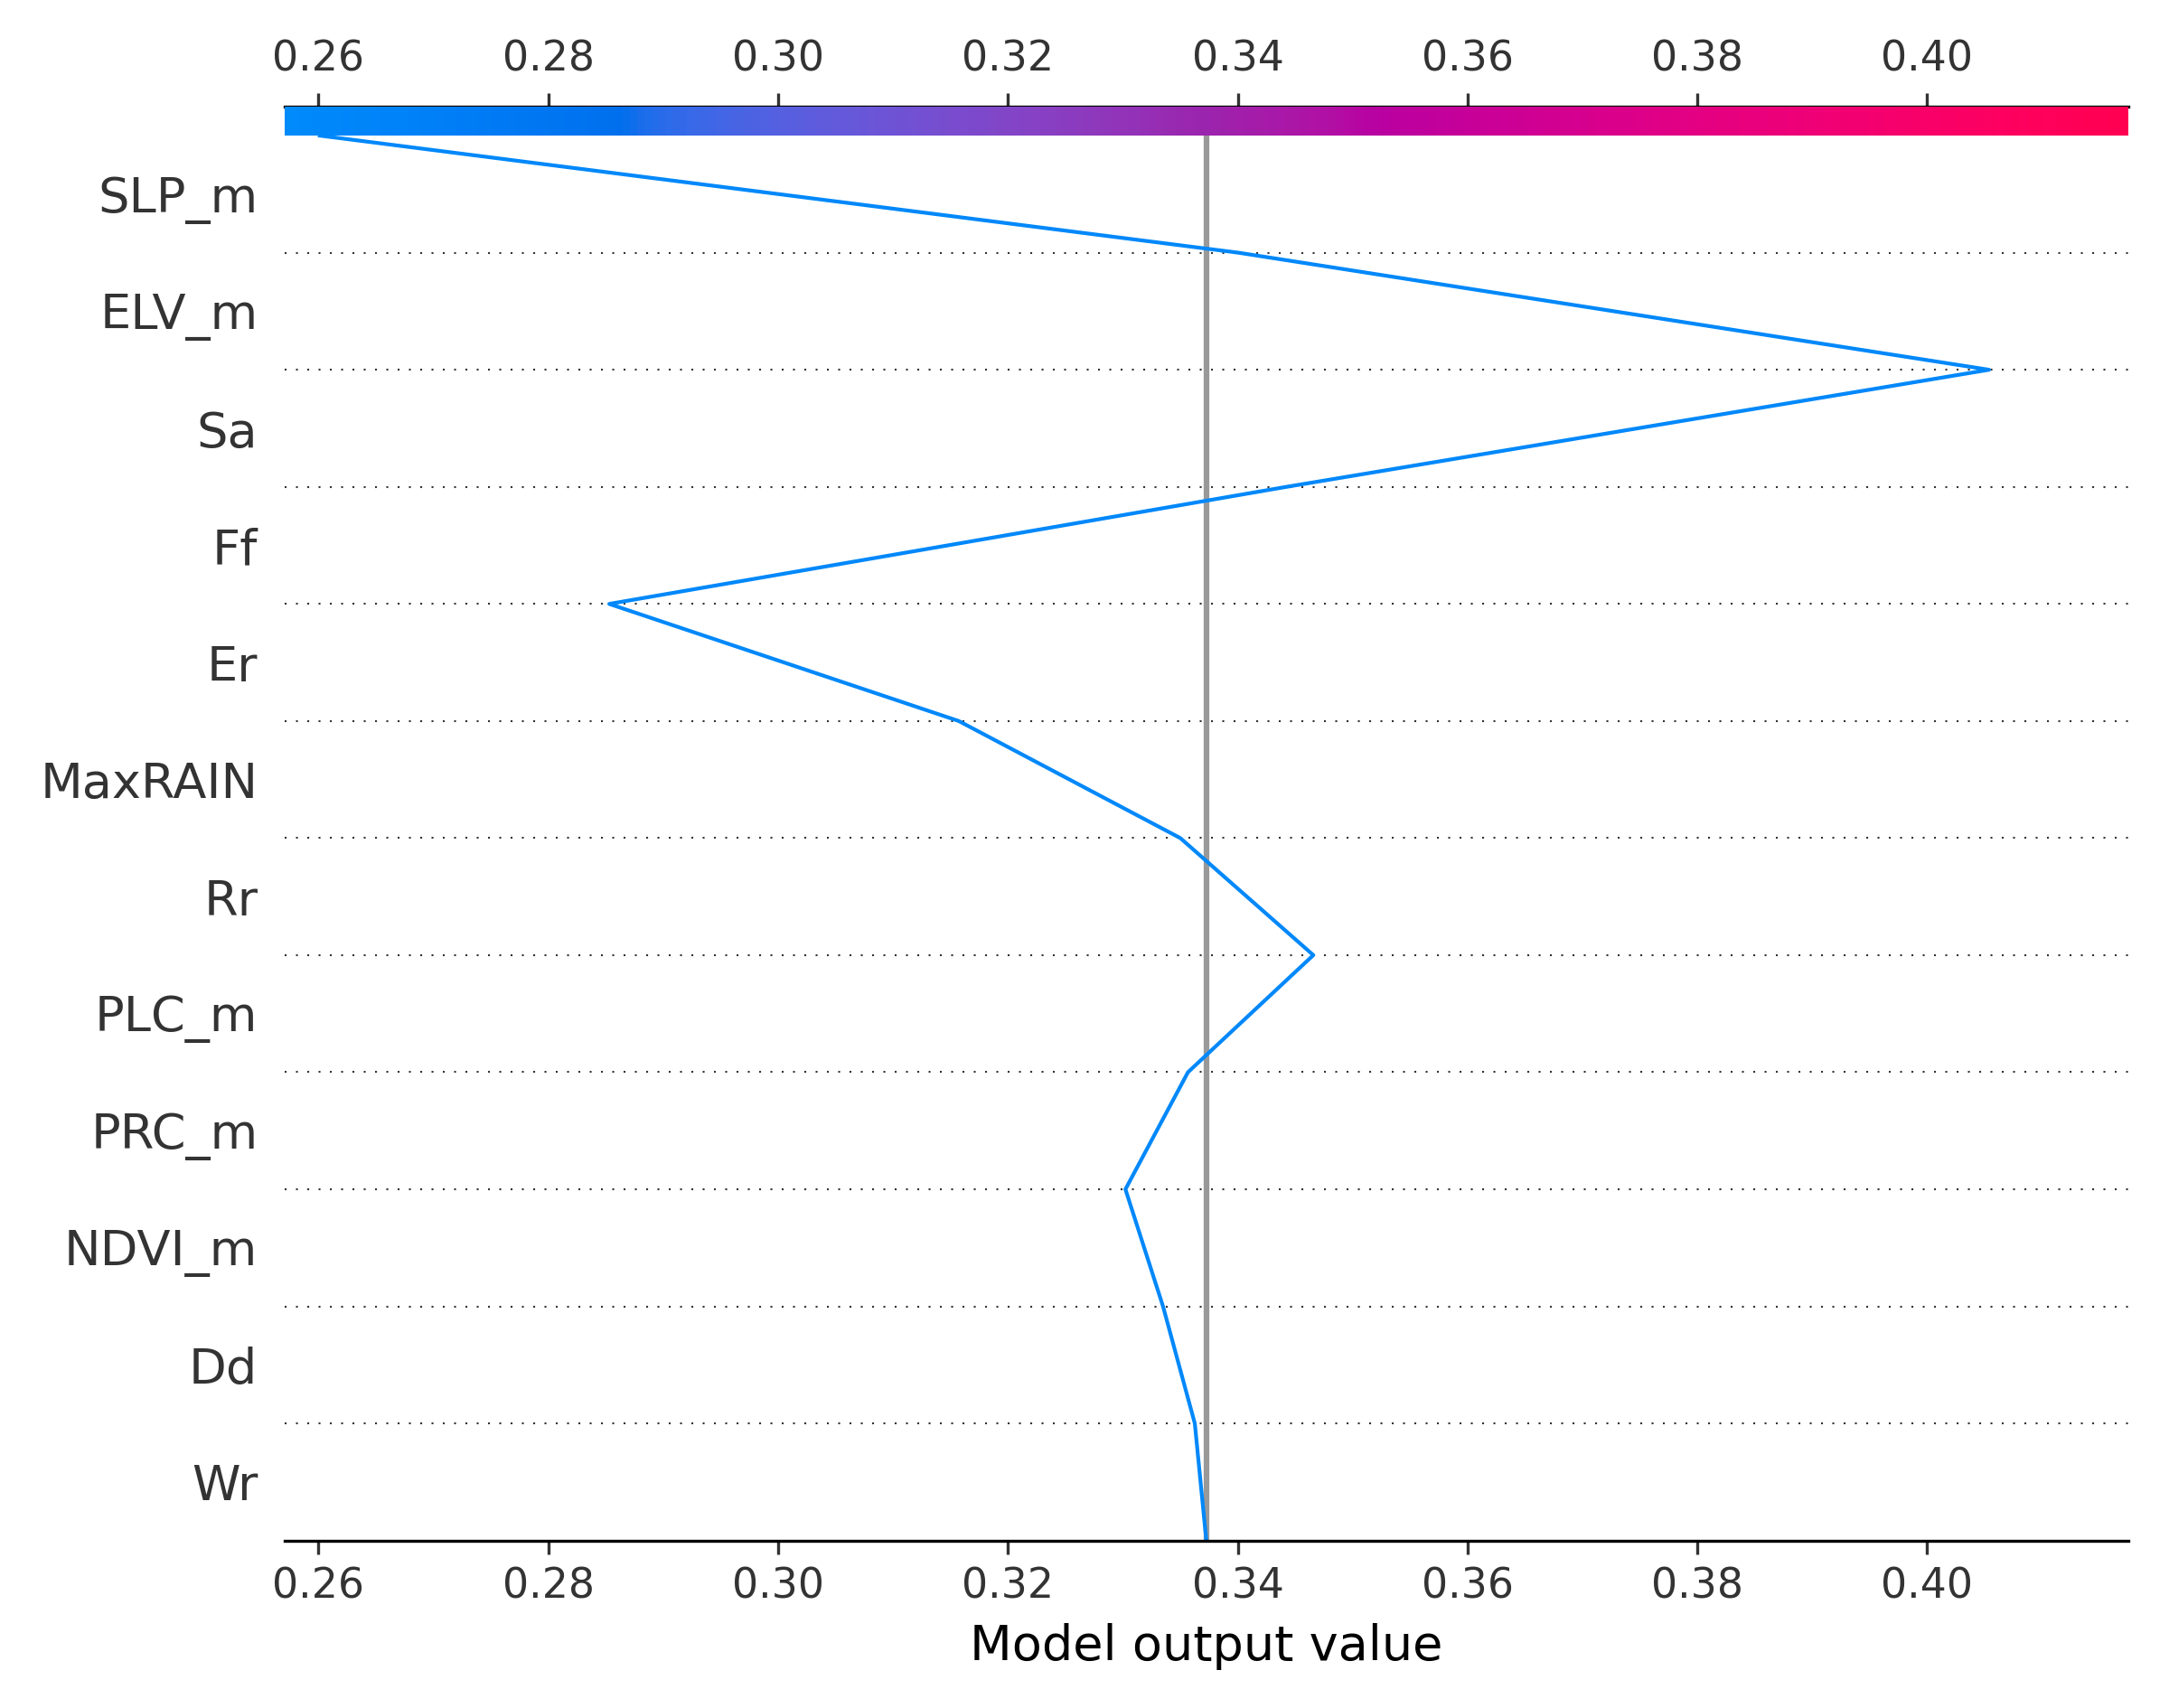 0.26 0.28 0.30 0.32 0.34 0.36 0.38 0.40
SLP_m
ELV_m
Sa
Ff
Er
MaxRAIN
Rr
PLC_m
PRC_m
NDVI_m
Dd
Wr
0.26 0.28 0.30 0.32 0.34 0.36 0.38 0.40
Model output value